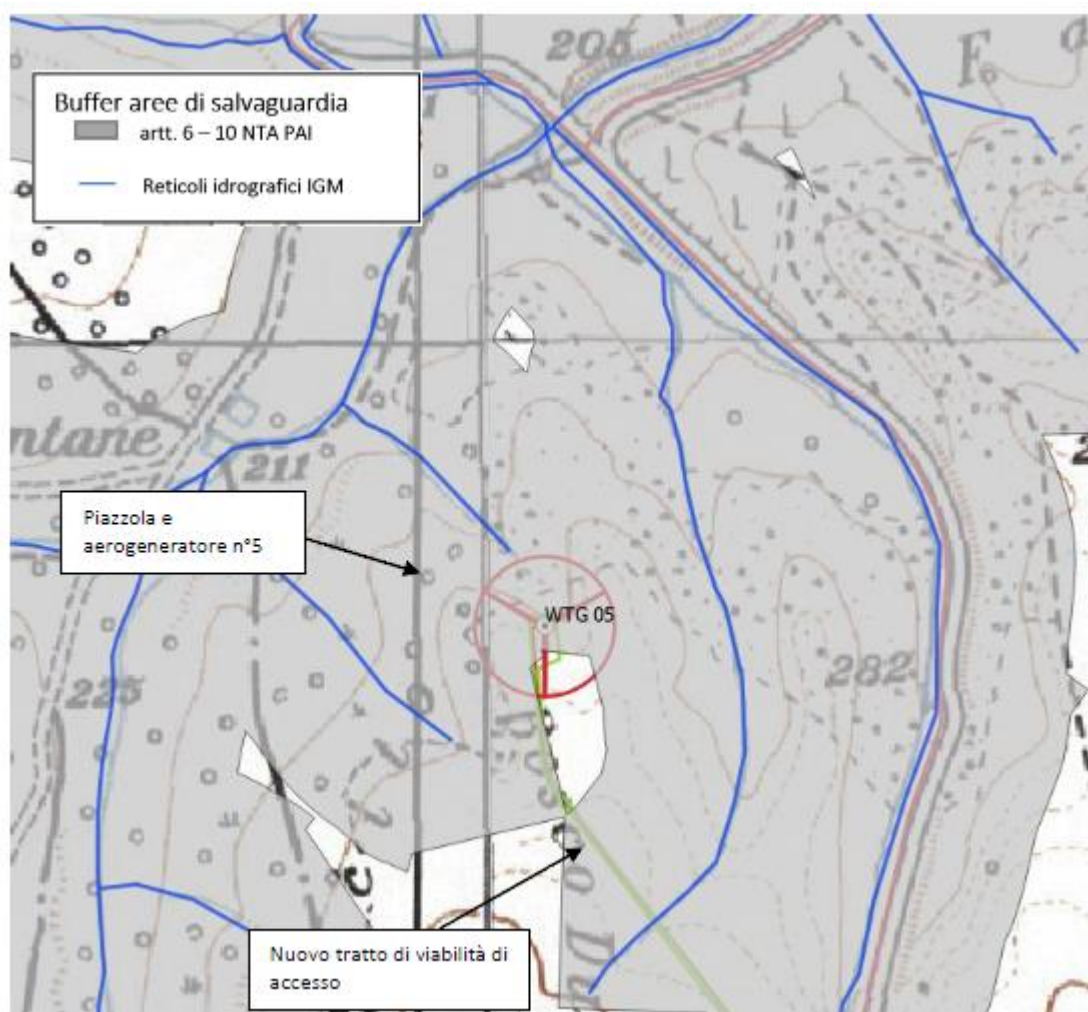 205
F
Buffer aree di salvaguardia
artt. 6 – 10 NTA PAI
Reticoli idrografici IGM
ntane
211
Piazzola e
aerogeneratore n°5
WTG 05
225
282
Nuovo tratto di viabilità di
accesso